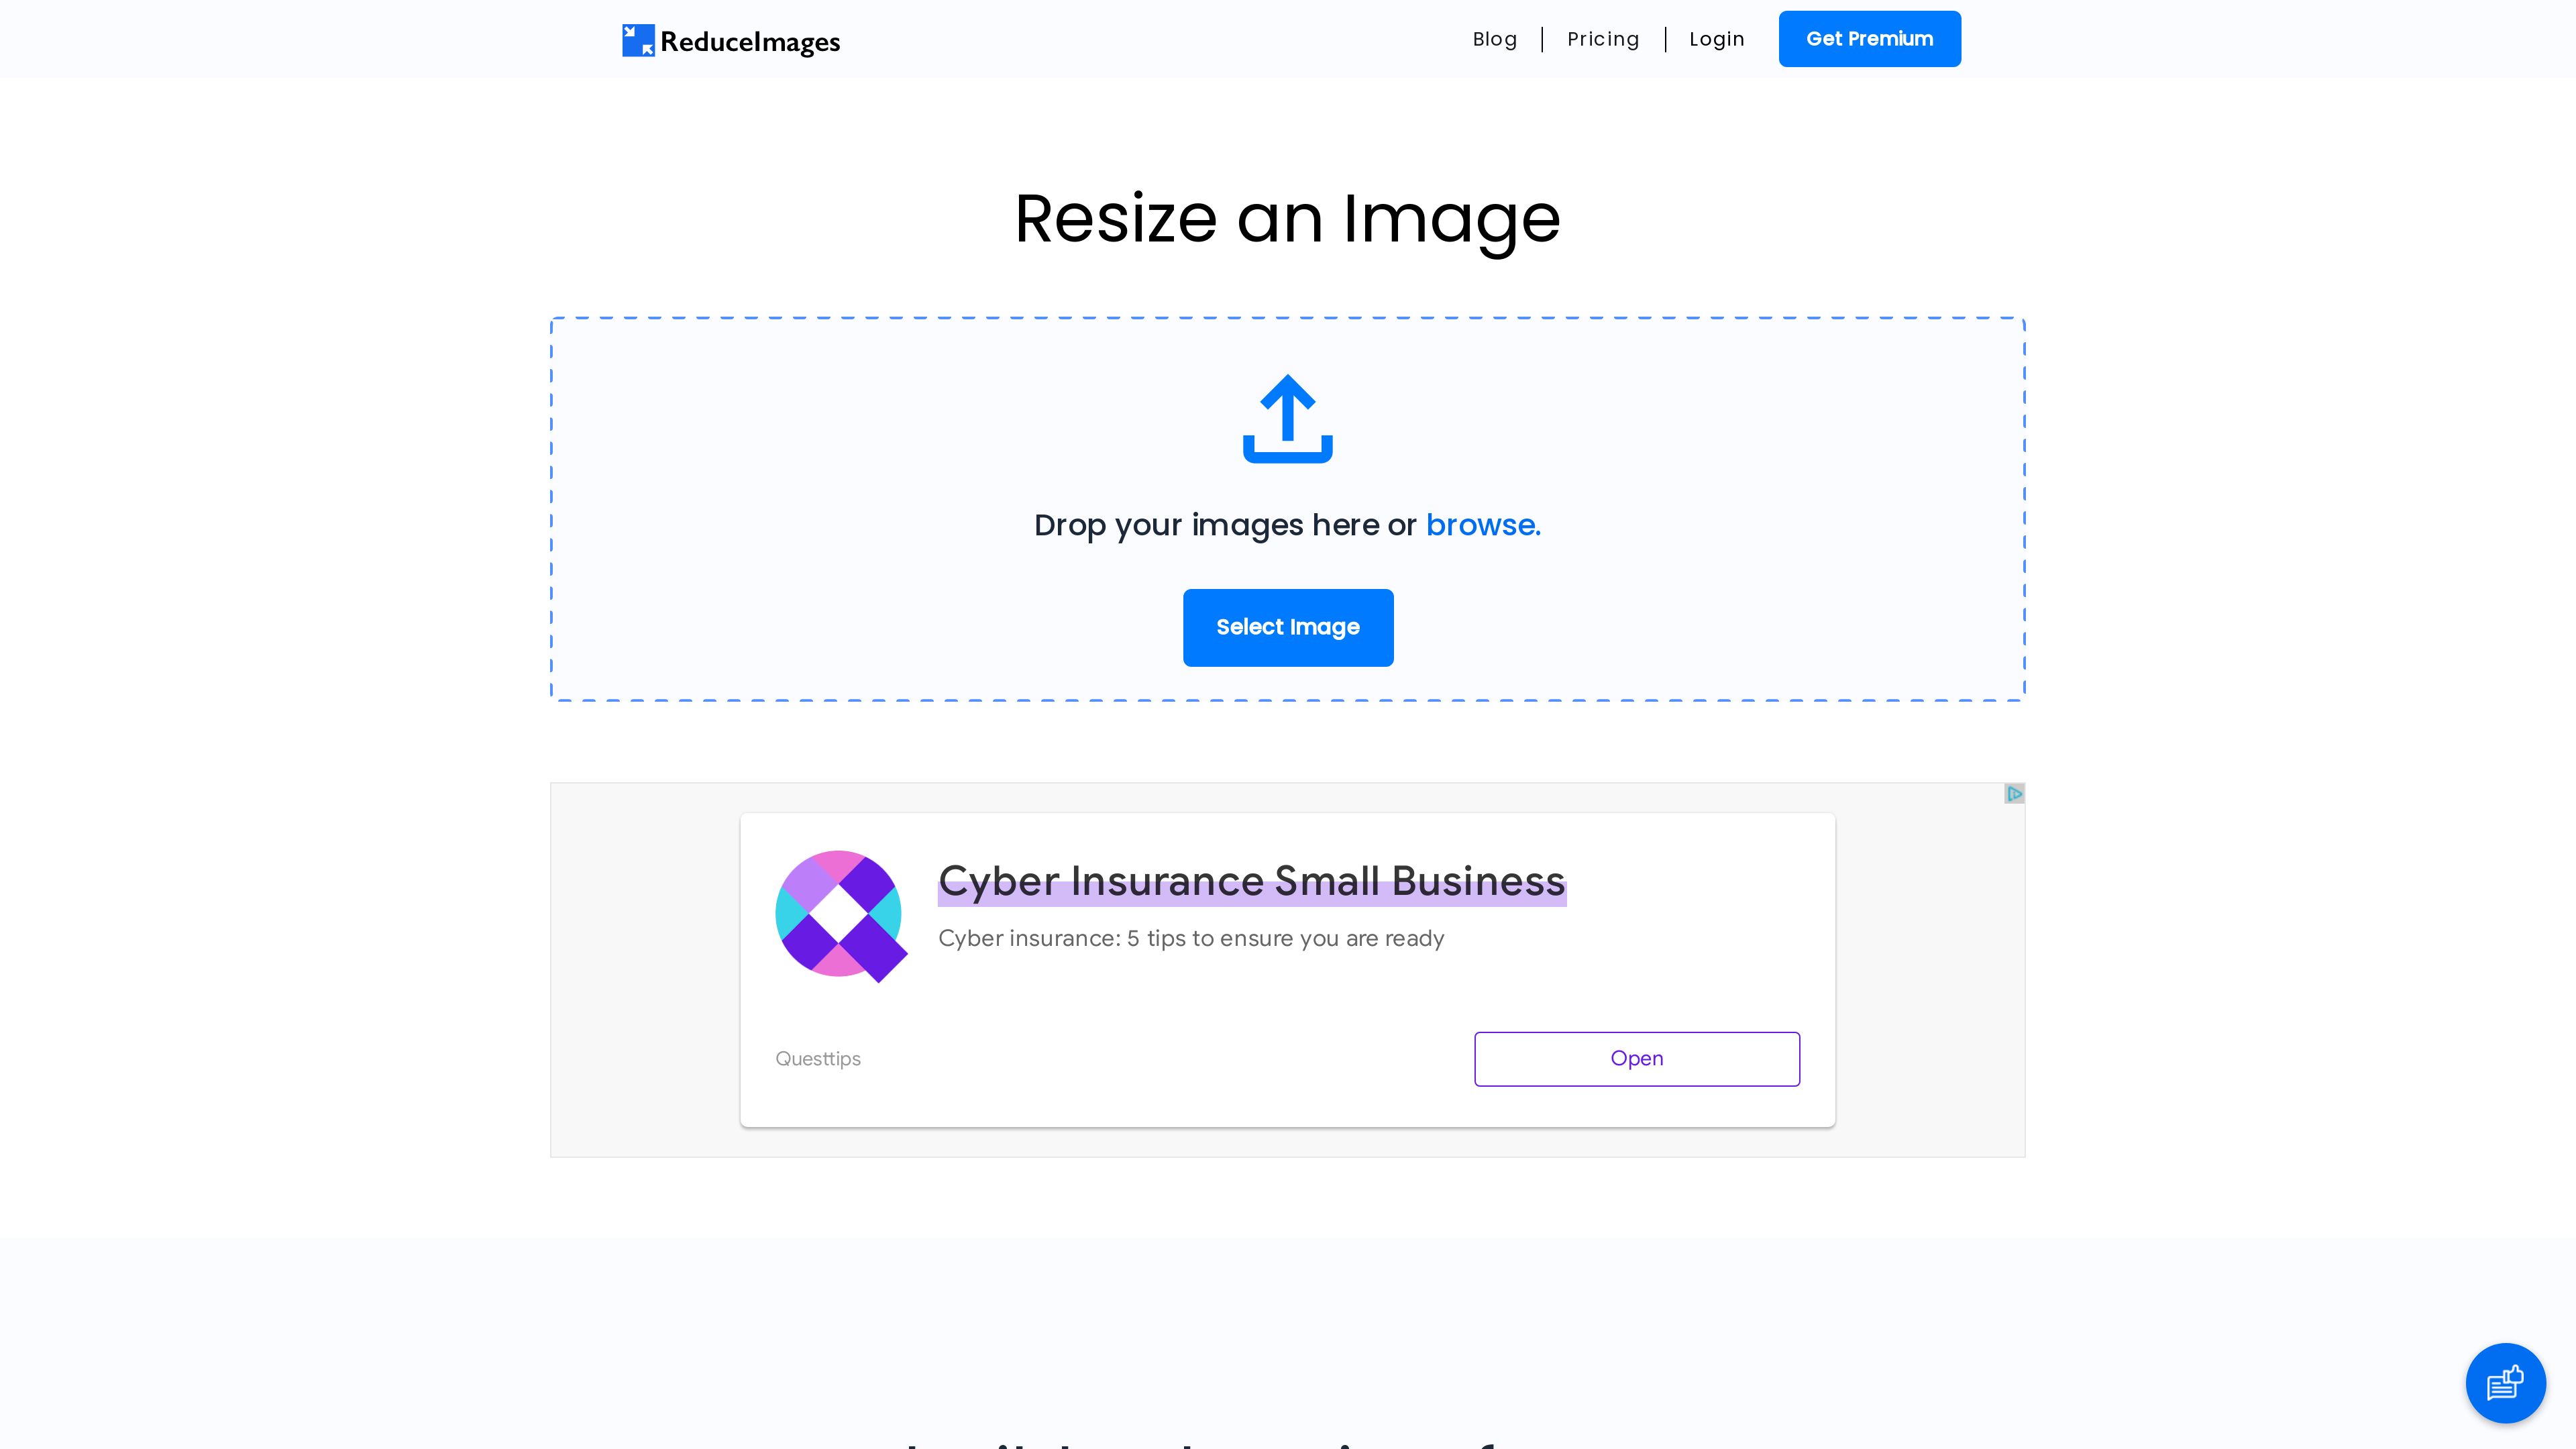 ReduceImages
Blog
Pricing
Login
Get Premium
Resize an Image
Drop your images here or browse.
Select Image
Cyber Insurance Small Business
Cyber insurance: 5 tips to ensure you are ready
Questtips
Open